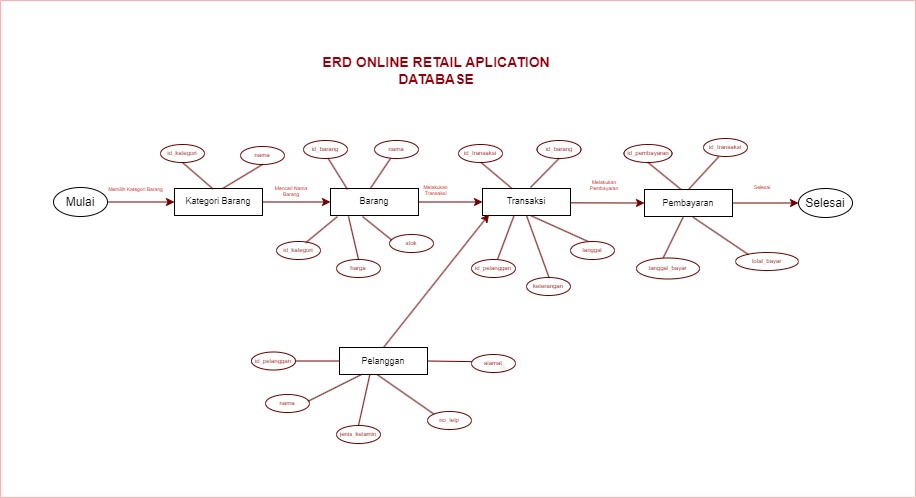 ERD ONLINE RETAIL APLICATION
DATABASE
id_kategori
nama
id_barang
nama
id_transaksi
id_barang
id_pembayaran
id_transaksi
Mulai
Memilih Kategori Barang
Kategori Barang
Mencari Nama
Barang
Barang
Melakukan
Transaksi
Transaksi
Melakukan
Pembayaran
Pembayaran
Selesai
Selesai
id_kategori
harga
stok
id_pelanggan
keterangan
tanggal
tanggal_bayar
total_bayar
Pelanggan
id_pelanggan
nama
jenis_kelamin
no_telp
alamat